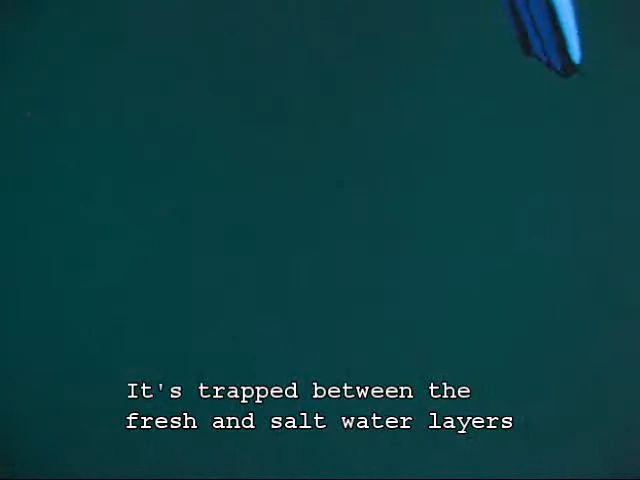 It's trapped between the
fresh and salt water layers